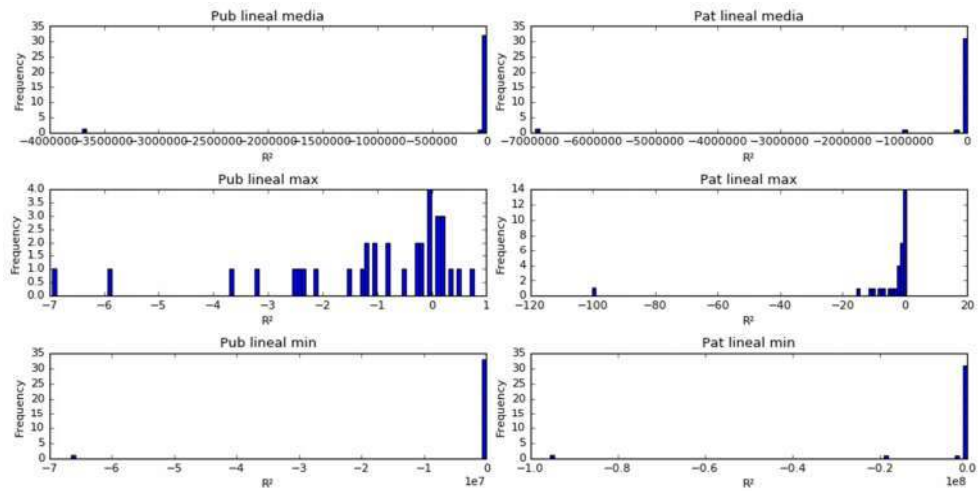 Pub lineal media
35
30
25
20
15
10
5
0
Frequency
−4000000 −3500000 −3000000 −2500000 −2000000 −1500000 −1000000 −500000 0
R²
Pat lineal media
35
30
25
20
15
10
5
0
Frequency
−7000000 −6000000 −5000000 −4000000 −3000000 −2000000 −1000000 0
R²
Pub lineal max
4.0
3.5
3.0
2.5
2.0
1.5
1.0
0.5
0.0
Frequency
−7 −6 −5 −4 −3 −2 −1 0 1
R²
Pat lineal max
14
12
10
8
6
4
2
0
Frequency
−120 −100 −80 −60 −40 −20 0 20
R²
Pub lineal min
35
30
25
20
15
10
5
0
Frequency
−7 −6 −5 −4 −3 −2 −1 0
R² 1e7
Pat lineal min
35
30
25
20
15
10
5
0
Frequency
−1.0 −0.8 −0.6 −0.4 −0.2 0.0
R² 1e8